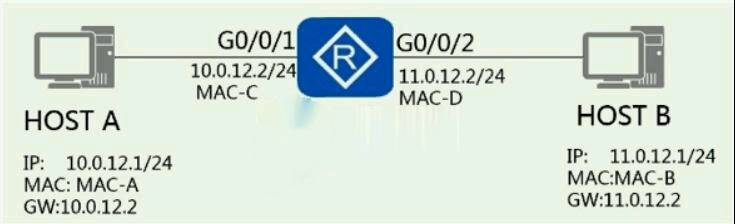 G0/0/1
G0/0/2
R
10.0.12.2/24
MAC-C
11.0.12.2/24
MAC-D
HOST A
HOST B
IP: 10.0.12.1/24
MAC: MAC-A
GW:10.0.12.2
IP: 11.0.12.1/24
MAC:MAC-B
GW:11.0.12.2